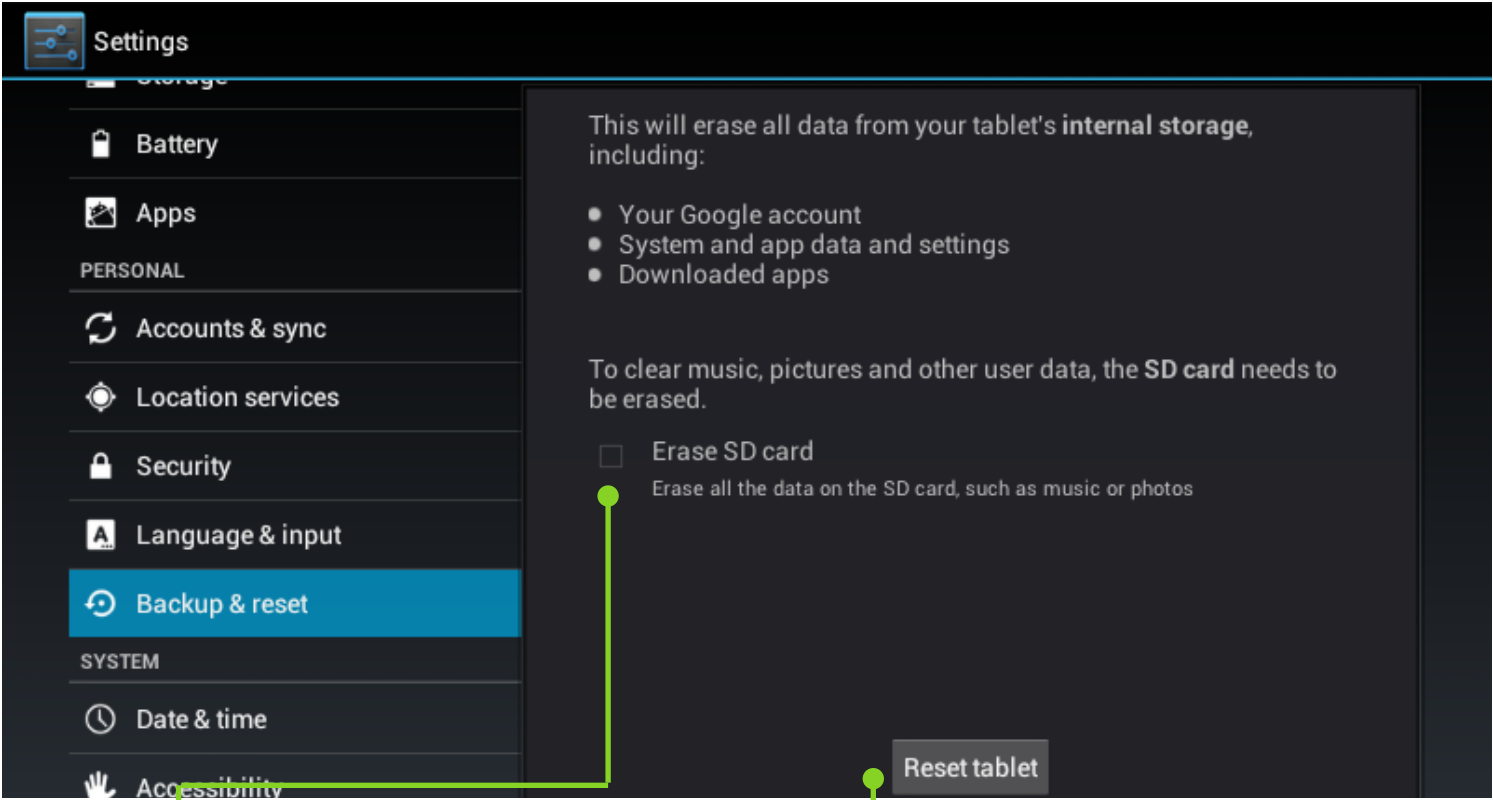 Settings
Storage
Battery
Apps
PERSONAL
Accounts & sync
Location services
Security
Language & input
Backup & reset
SYSTEM
Date & time
Accessibility
This will erase all data from your tablet's internal storage,
including:
Your Google account
System and app data and settings
Downloaded apps
To clear music, pictures and other user data, the SD card needs to
be erased.
Erase SD card
Erase all the data on the SD card, such as music or photos
Reset tablet